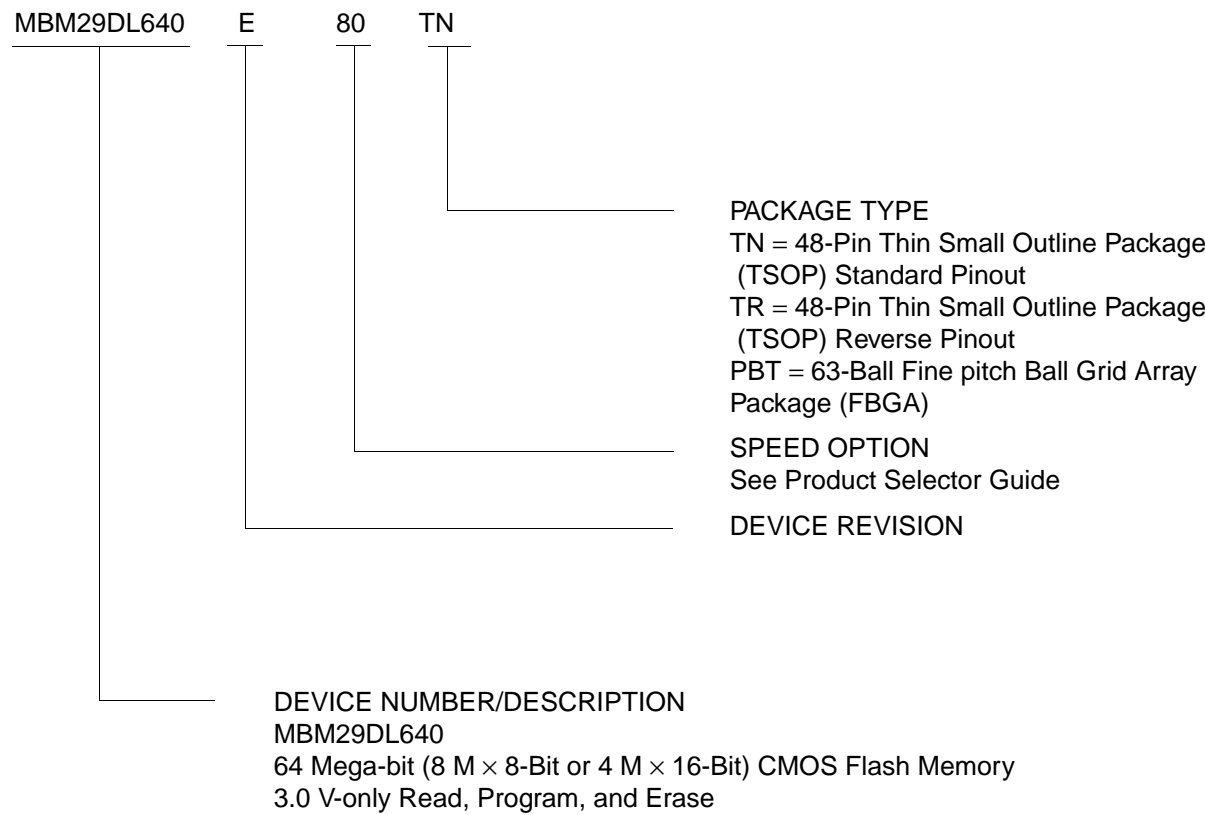 MBM29DL640 E 80 TN
PACKAGE TYPE
TN = 48-Pin Thin Small Outline Package
(TSOP) Standard Pinout
TR = 48-Pin Thin Small Outline Package
(TSOP) Reverse Pinout
PBT = 63-Ball Fine pitch Ball Grid Array
Package (FBGA)
SPEED OPTION
See Product Selector Guide
DEVICE REVISION
DEVICE NUMBER/DESCRIPTION
MBM29DL640
64 Mega-bit (8 M × 8-Bit or 4 M × 16-Bit) CMOS Flash Memory
3.0 V-only Read, Program, and Erase